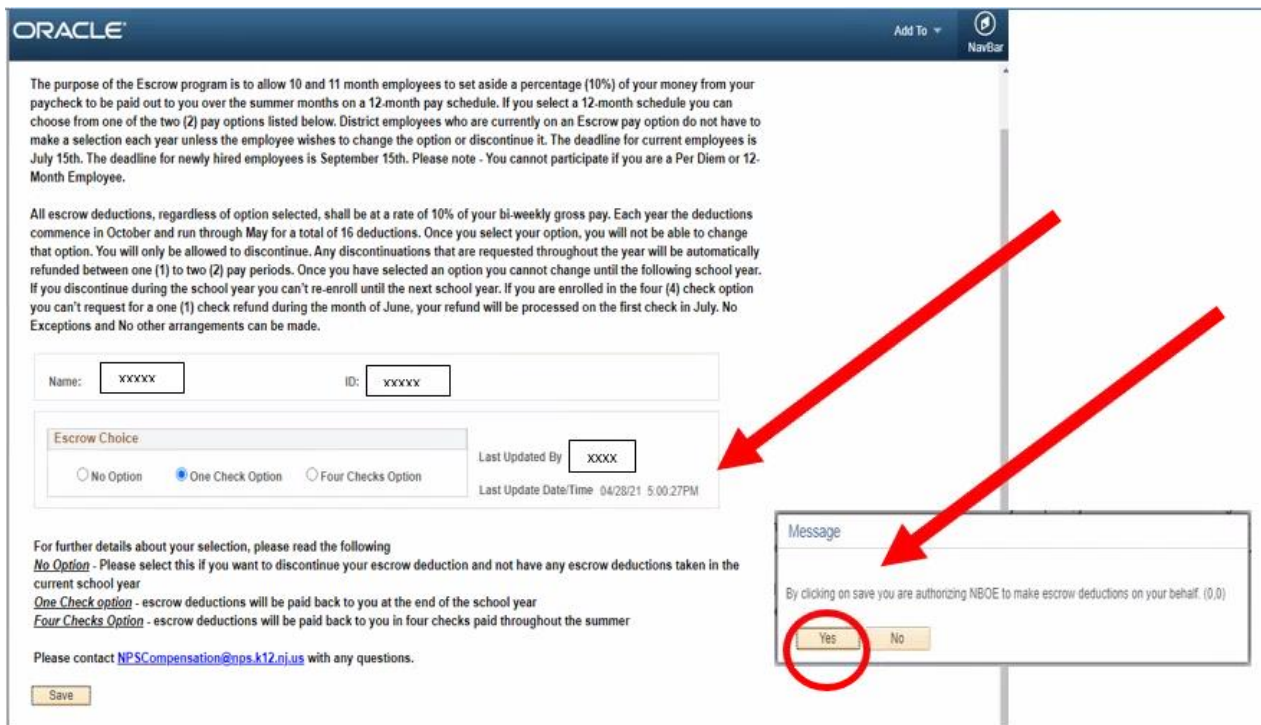 ORACLE'
Add To
NavBar
The purpose of the Escrow program is to allow 10 and 11 month employees to set aside a percentage (10%) of your money from your
paycheck to be paid out to you over the summer months on a 12-month pay schedule. If you select a 12-month schedule you can
choose from one of the two (2) pay options listed below. District employees who are currently on an Escrow pay option do not have to
make a selection each year unless the employee wishes to change the option or discontinue it. The deadline for current employees is
July 15th. The deadline for newly hired employees is September 15th. Please note - You cannot participate if you are a Per Diem or 12-
Month Employee.
All escrow deductions, regardless of option selected, shall be at a rate of 10% of your bi-weekly gross pay. Each year the deductions
commence in October and run through May for a total of 16 deductions. Once you select your option, you will not be able to change
that option. You will only be allowed to discontinue. Any discontinuations that are requested throughout the year will be automatically
refunded between one (1) to two (2) pay periods. Once you have selected an option you cannot change until the following school year.
If you discontinue during the school year you can't re-enroll until the next school year. If you are enrolled in the four (4) check option
you can't request for a one (1) check refund during the month of June, your refund will be processed on the first check in July. No
Exceptions and No other arrangements can be made.
Name: xxxxx ID: xxxxx
Escrow Choice
No Option One Check Option Four Checks Option
Last Updated By xxxx
Last Update Date/Time 04/28/21 5:00:27PM
For further details about your selection, please read the following
No Option - Please select this if you want to discontinue your escrow deduction and not have any escrow deductions taken in the
current school year
One Check option - escrow deductions will be paid back to you at the end of the school year
Four Checks Option - escrow deductions will be paid back to you in four checks paid throughout the summer
Please contact NPSCompensation@nps.k12.nj.us with any questions.
Save
Message
By clicking on save you are authorizing NBOE to make escrow deductions on your behalf. (0,0)
Yes No